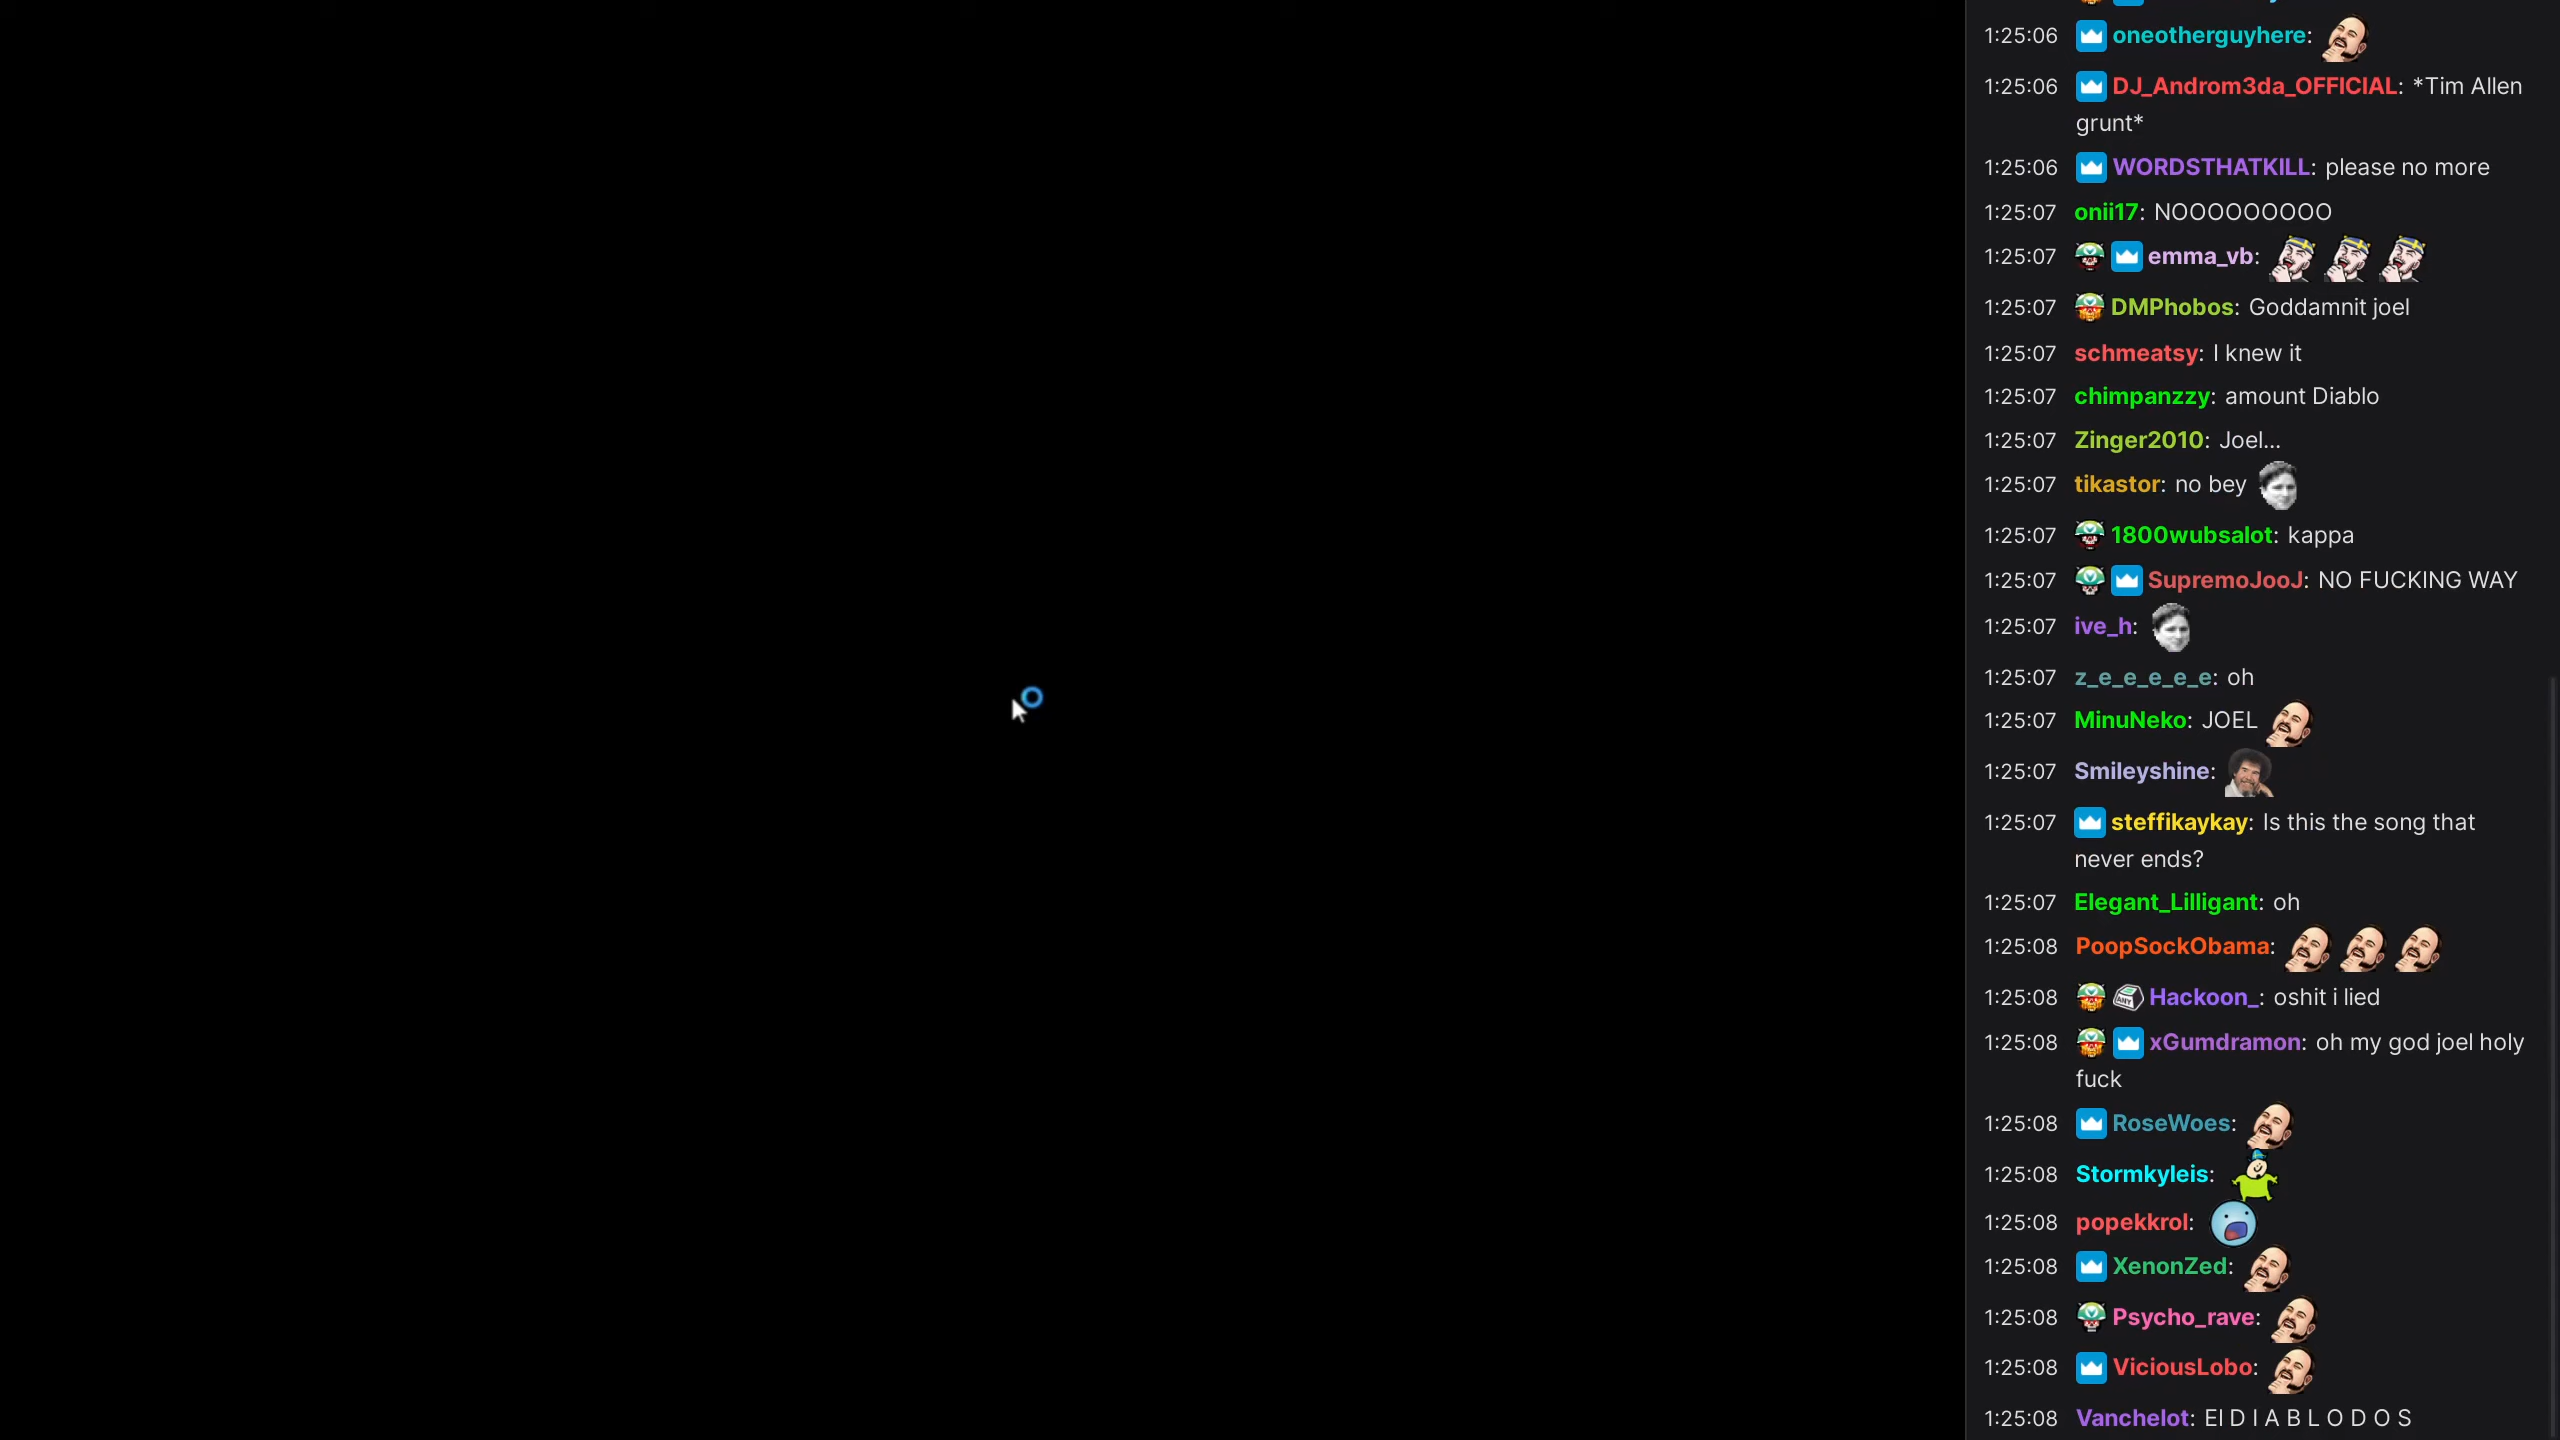 1:25:06 oneotherguyhere:
1:25:06 DJ_Androm3da_OFFICIAL: *Tim Allen
grunt*
1:25:06 WORDSTHATKILL: please no more
1:25:07 onii17: NOOOOOOOOO
1:25:07 emma_vb:
1:25:07 DMPhobos: Goddamnit joel
1:25:07 schmeatsy: I knew it
1:25:07 chimpanzzy: amount Diablo
1:25:07 Zinger2010: Joel...
1:25:07 tikastor: no bey
1:25:07 1800wubsalot: kappa
1:25:07 SupremoJooJ: NO FUCKING WAY
1:25:07 ive_h:
1:25:07 z_e_e_e_e_e: oh
1:25:07 MinuNeko: JOEL
1:25:07 Smileyshine:
1:25:07 steffikaykay: Is this the song that
never ends?
1:25:07 Elegant_Lilligant: oh
1:25:08 PoopSockObama:
1:25:08 Hackoon_: oshit i lied
1:25:08 xGumdramon: oh my god joel holy
fuck
1:25:08 RoseWoes:
1:25:08 Stormkyleis:
1:25:08 popekkrol:
1:25:08 XenonZed:
1:25:08 Psycho_rave:
1:25:08 ViciousLobo:
1:25:08 Vanchelot: El D I A B L O D O S